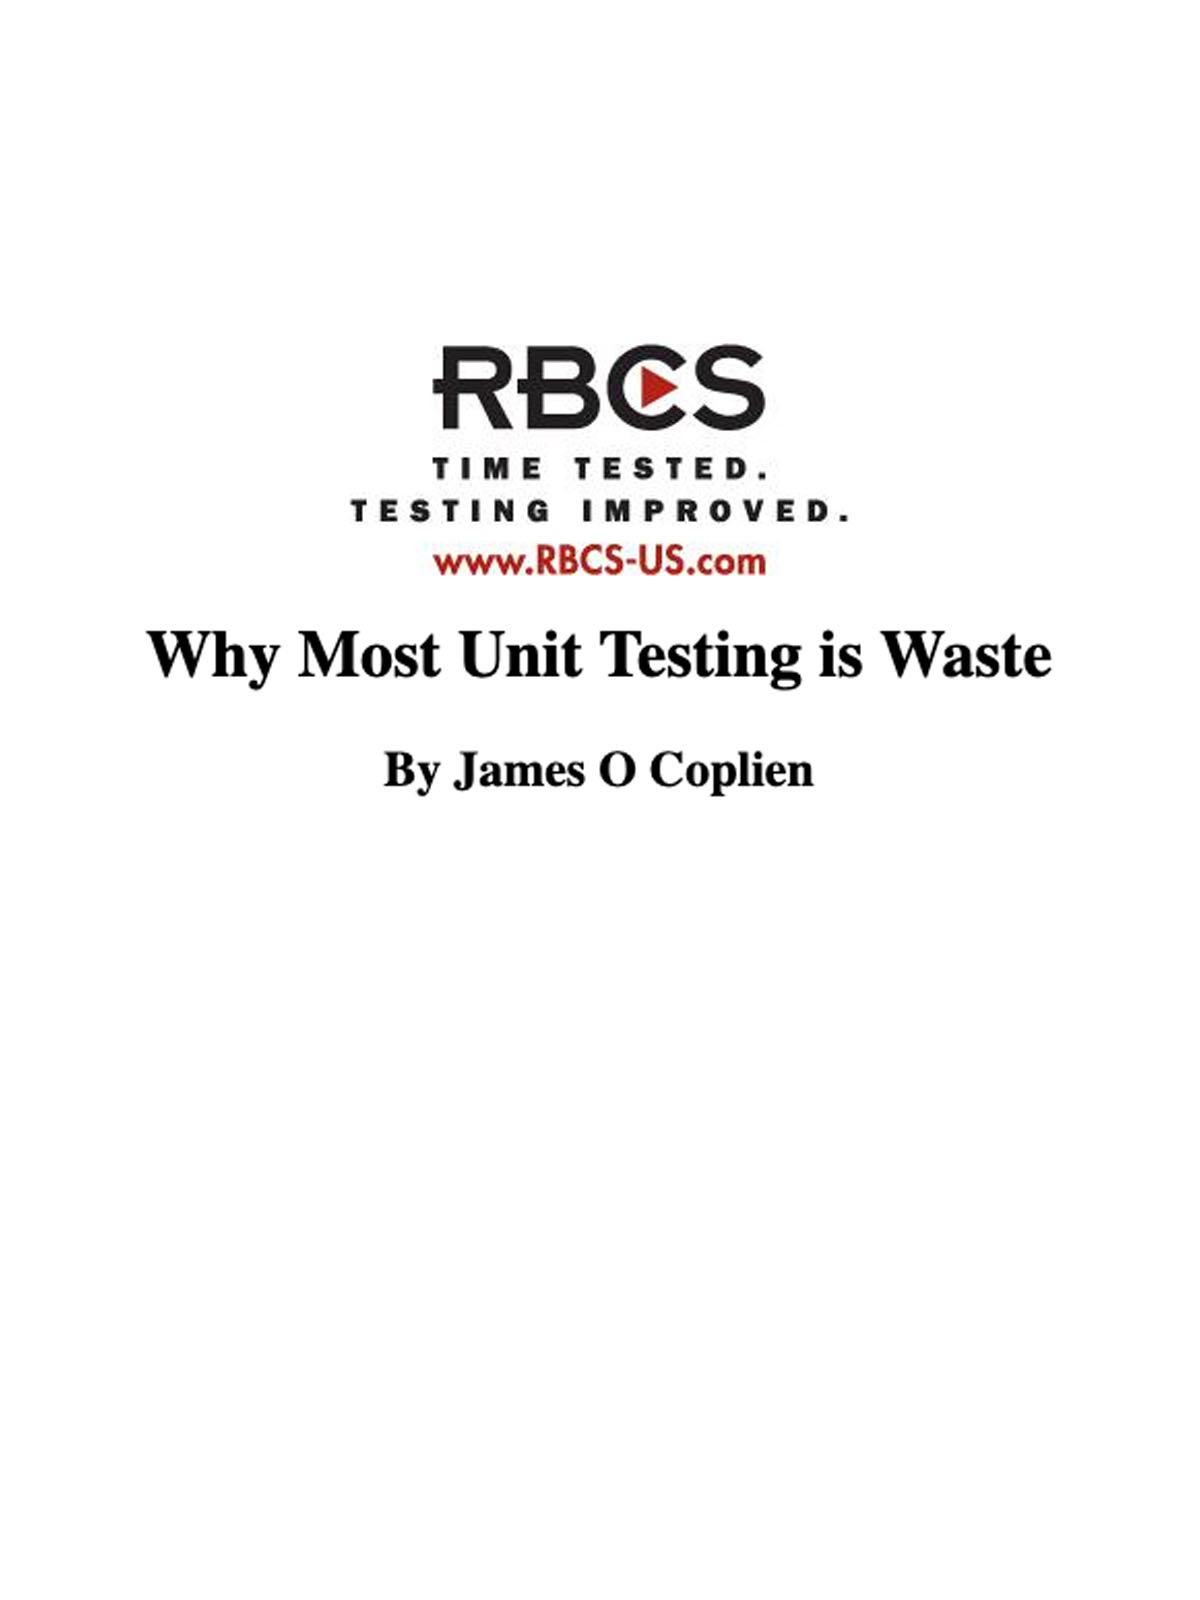 RBCS
TIME TESTED.
TESTING IMPROVED.
www.RBCS-US.com
Why Most Unit Testing is Waste
By James O Coplien